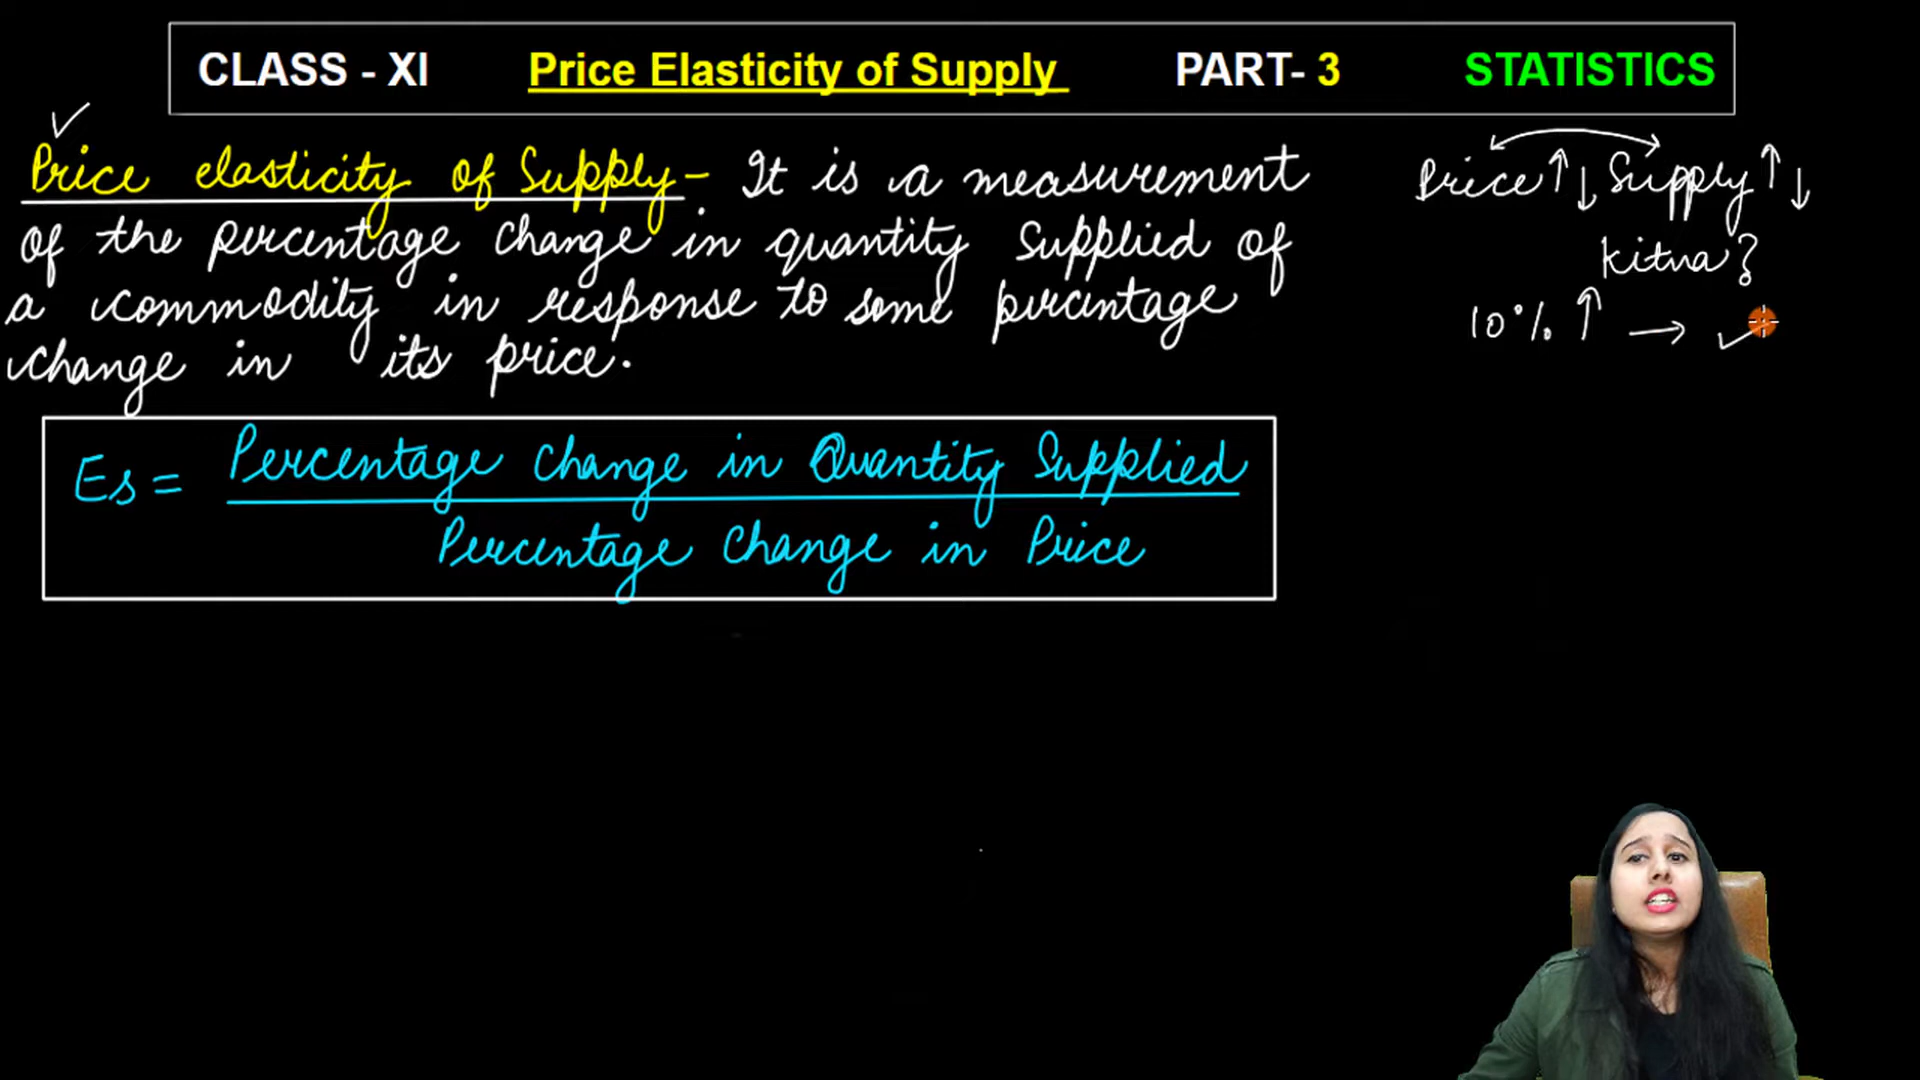 CLASS - XI Price Elasticity of Supply PART- 3 STATISTICS
Price elasticity of Supply - It is a measurement
of the percentage change in quantity supplied of
a commodity in response to some percentage
change in its price.
Es = Percentage change in Quantity Supplied
Percentage change in Price
Price ↑↓ Supply ↑↓
kitna?
10% ↑ → ✓